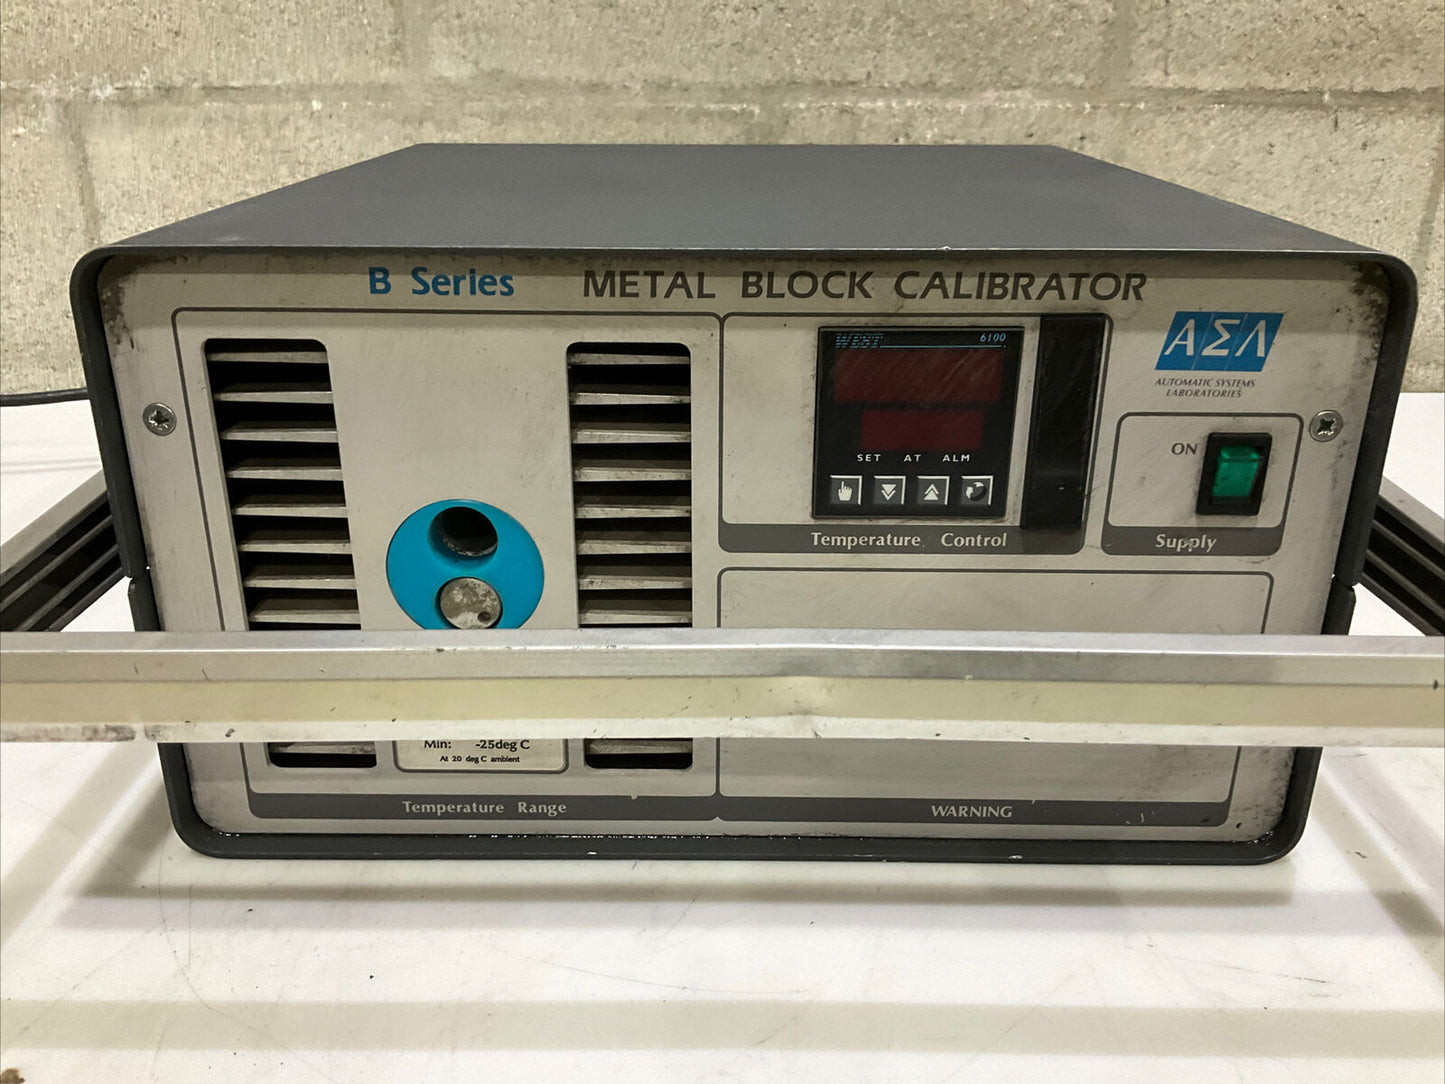 B Series METAL BLOCK CALIBRATOR
WEST 6100
SET AT ALM
Temperature Control
ΑΣΛ
AUTOMATIC SYSTEMS
LABORATORIES
ON
Supply
Min: -25deg C
At 20 deg C ambient
Temperature Range
WARNING